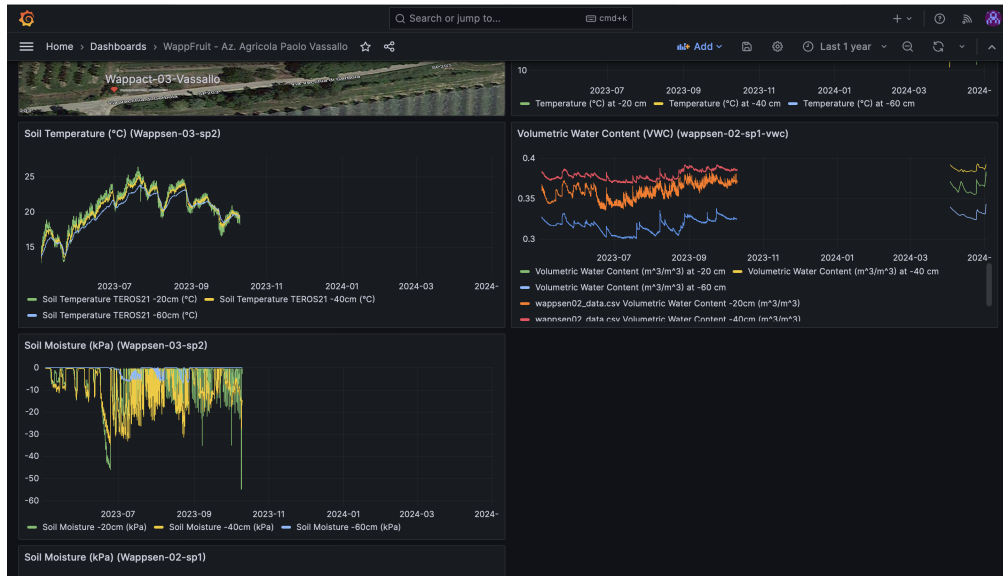 Search or jump to... cmd+k
Home › Dashboards › WappFruit - Az. Agricola Paolo Vassallo Add Last 1 year
Wappact-03-Vassallo
10
2023-07 2023-09 2023-11 2024-01 2024-03 2024-
Temperature (°C) at -20 cm Temperature (°C) at -40 cm Temperature (°C) at -60 cm
Soil Temperature (°C) (Wappsen-03-sp2)
25
20
15
2023-07 2023-09 2023-11 2024-01 2024-03 2024-
Soil Temperature TEROS21 -20cm (°C) Soil Temperature TEROS21 -40cm (°C)
Soil Temperature TEROS21 -60cm (°C)
Volumetric Water Content (VWC) (wappsen-02-sp1-vwc)
0.4
0.35
0.3
2023-07 2023-09 2023-11 2024-01 2024-03 2024-
Volumetric Water Content (m^3/m^3) at -20 cm Volumetric Water Content (m^3/m^3) at -40 cm
Volumetric Water Content (m^3/m^3) at -60 cm
wappsen02_data.csv Volumetric Water Content -20cm (m^3/m^3)
wappsen02_data.csv Volumetric Water Content -40cm (m^3/m^3)
Soil Moisture (kPa) (Wappsen-03-sp2)
0
-10
-20
-30
-40
-50
-60
2023-07 2023-09 2023-11 2024-01 2024-03 2024-
Soil Moisture -20cm (kPa) Soil Moisture -40cm (kPa) Soil Moisture -60cm (kPa)
Soil Moisture (kPa) (Wappsen-02-sp1)